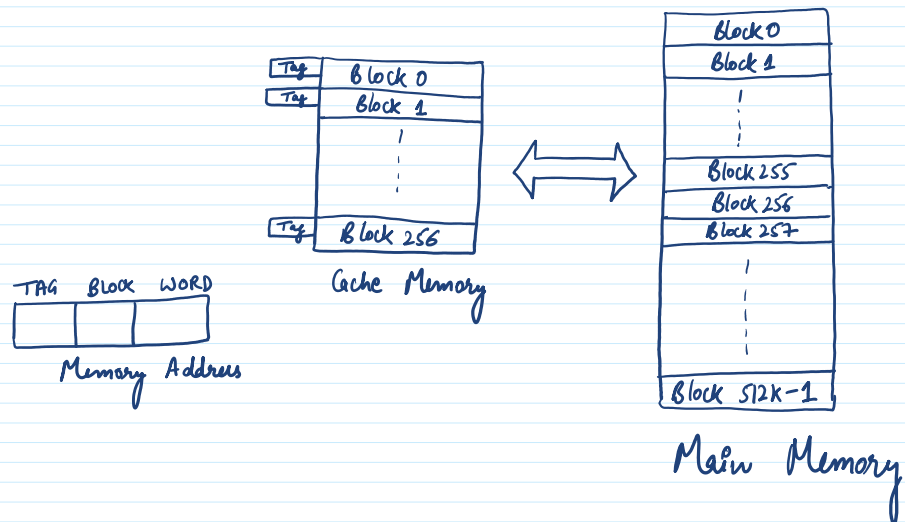 Tag Block 0
Tag Block 1
Tag Block 256
Cache Memory
TAG BLOCK WORD
Memory Address
Block 0
Block 1
Block 255
Block 256
Block 257
Block 512K-1
Main Memory